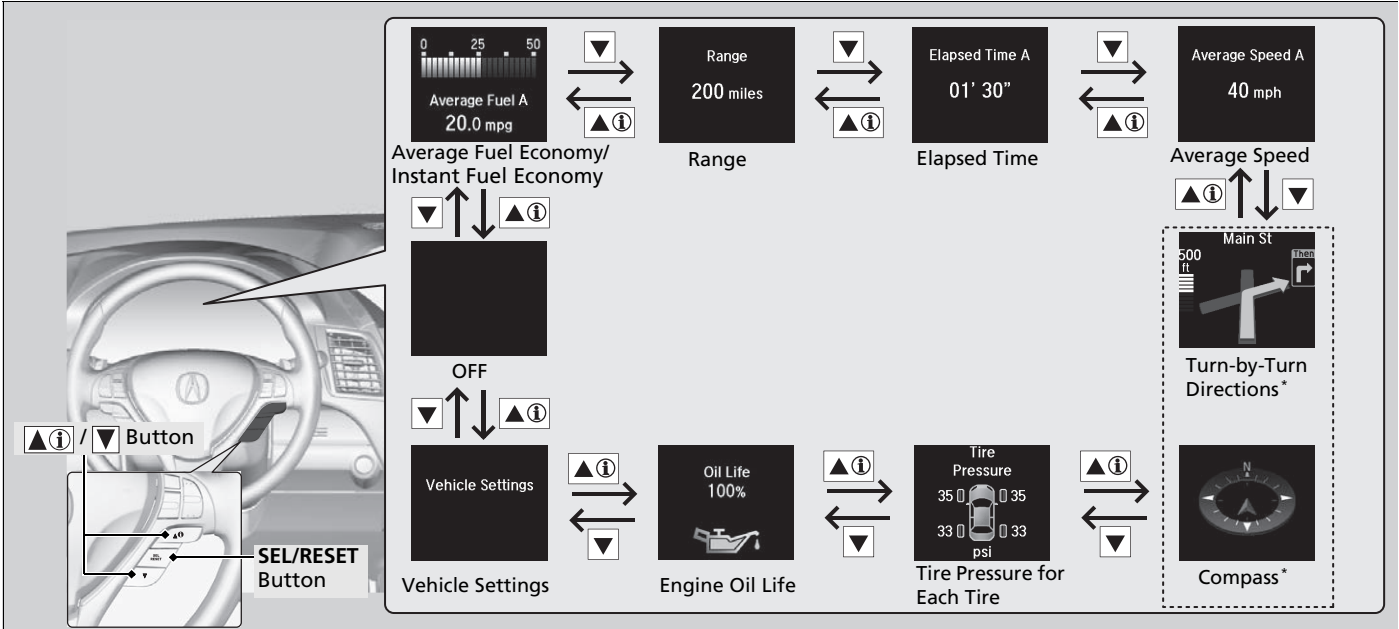 0 25 50
Average Fuel A
20.0 mpg
Average Fuel Economy/
Instant Fuel Economy
▼
▲ⓘ
Range
200 miles
Range
▼
▲ⓘ
Elapsed Time A
01' 30"
Elapsed Time
▼
▲ⓘ
Average Speed A
40 mph
Average Speed
▼ ▲ⓘ
▲ⓘ ▼
OFF
Main St
500
ft
Then
Turn-by-Turn
Directions*
▼ ▲ⓘ
Vehicle Settings
Vehicle Settings
▲ⓘ
▼
Oil Life
100%
Engine Oil Life
▲ⓘ
▼
Tire
Pressure
35 35
33 33
psi
Tire Pressure for
Each Tire
▲ⓘ
▼
N
Compass*
▲ⓘ / ▼ Button
▲ⓘ
SEL
RESET
▼
SEL/RESET
Button